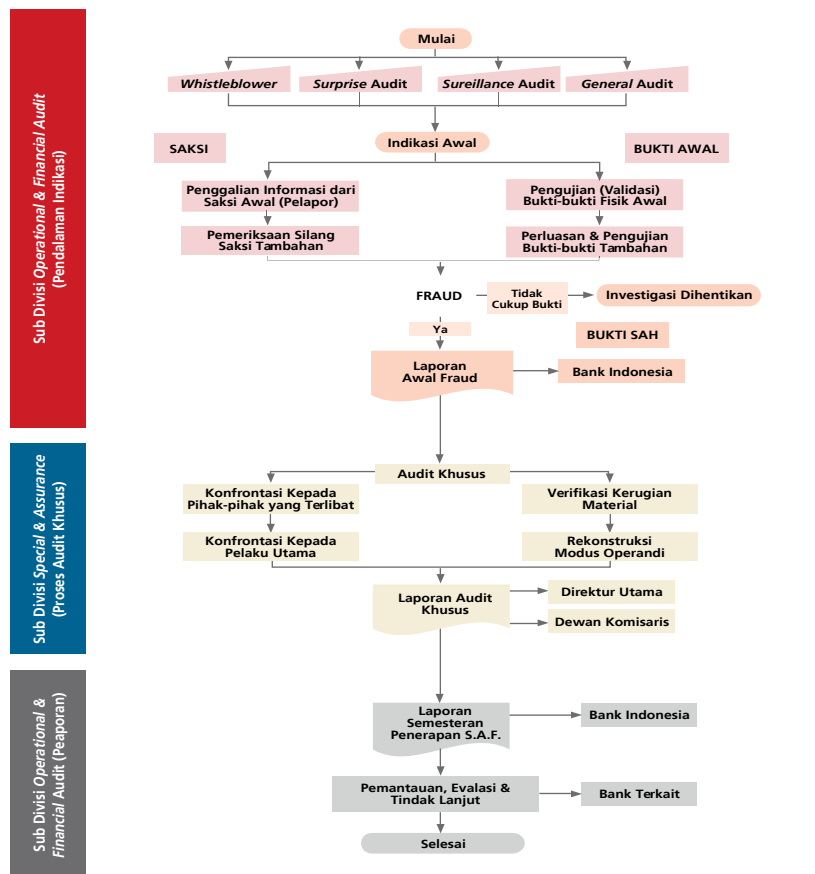 Sub Divisi Operational & Financial Audit
(Pendalaman Indikasi)
Mulai
Whistleblower
Surprise Audit
Sureillance Audit
General Audit
Indikasi Awal
SAKSI
BUKTI AWAL
Penggalian Informasi dari
Saksi Awal (Pelapor)
Pengujian (Validasi)
Bukti-bukti Fisik Awal
Pemeriksaan Silang
Saksi Tambahan
Perluasan & Pengujian
Bukti-bukti Tambahan
FRAUD
Tidak
Cukup Bukti
Investigasi Dihentikan
Ya
BUKTI SAH
Laporan
Awal Fraud
Bank Indonesia
Sub Divisi Special & Assurance
(Proses Audit Khusus)
Audit Khusus
Konfrontasi Kepada
Pihak-pihak yang Terlibat
Verifikasi Kerugian
Material
Konfrontasi Kepada
Pelaku Utama
Rekonstruksi
Modus Operandi
Laporan Audit
Khusus
Direktur Utama
Dewan Komisaris
Sub Divisi Operational &
Financial Audit (Peaporan)
Laporan
Semesteran
Penerapan S.A.F.
Bank Indonesia
Pemantauan, Evalasi &
Tindak Lanjut
Bank Terkait
Selesai